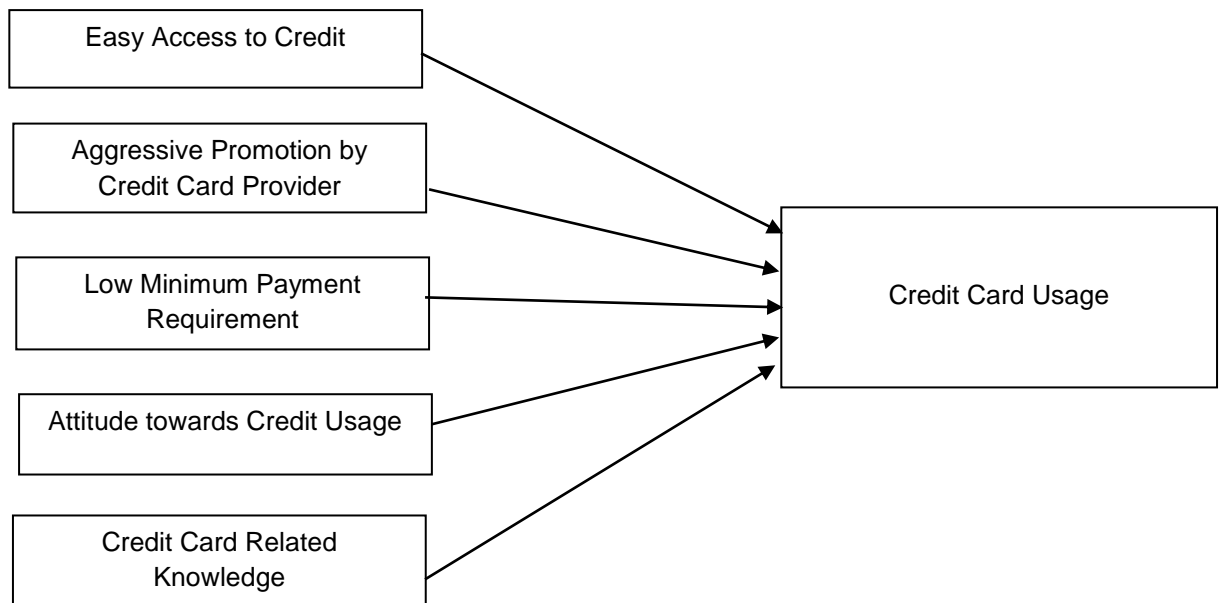 Easy Access to Credit
Aggressive Promotion by
Credit Card Provider
Low Minimum Payment
Requirement
Credit Card Usage
Attitude towards Credit Usage
Credit Card Related
Knowledge